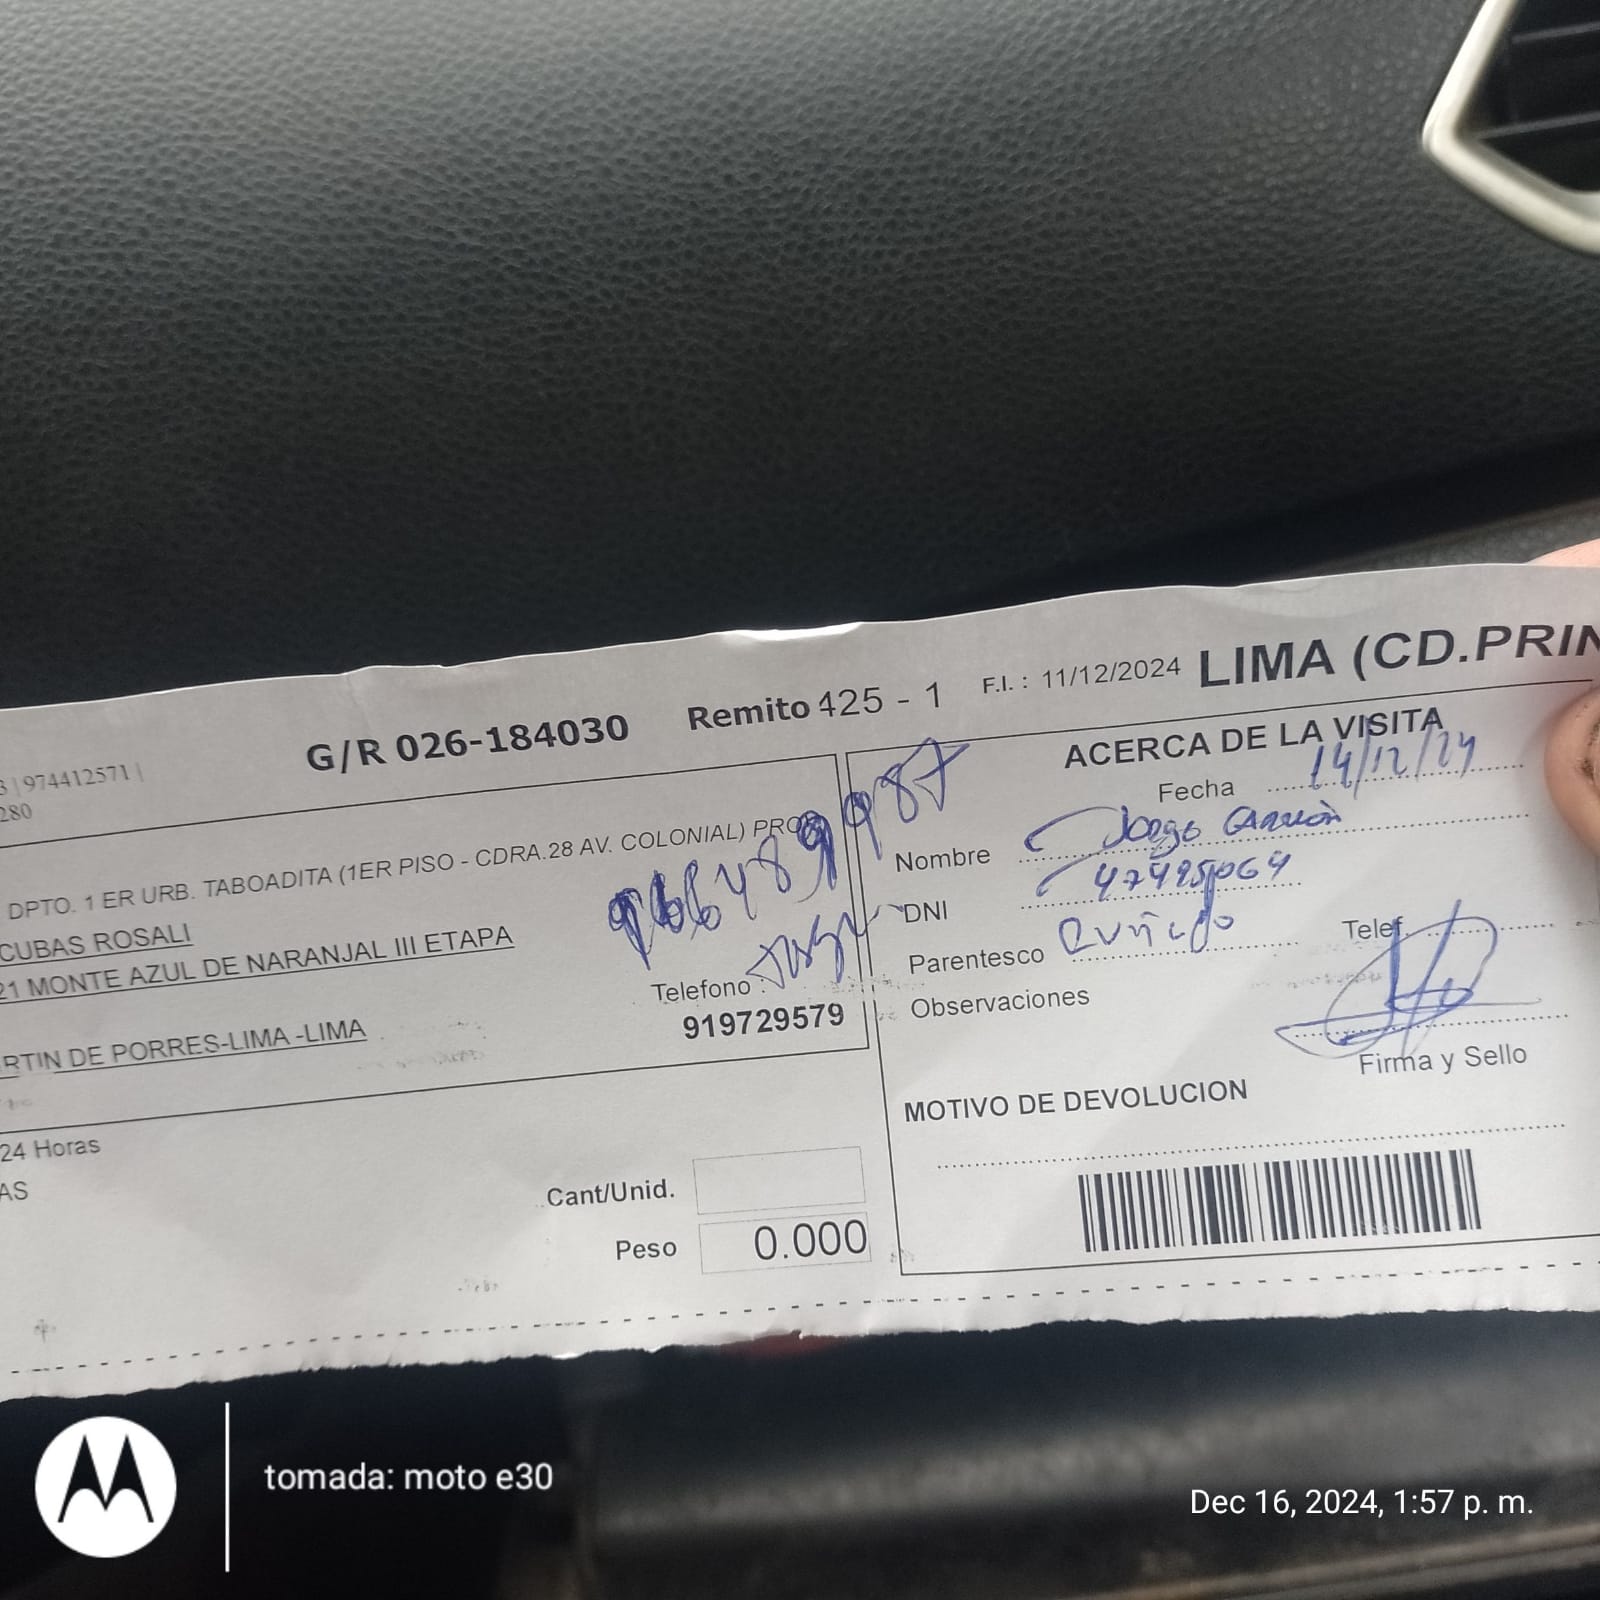 G/R 026-184030 Remito 425 - 1 F.I. : 11/12/2024 LIMA (CD.PRIN
3 | 974412571 |
280
DPTO. 1 ER URB. TABOADITA (1ER PISO - CDRA.28 AV. COLONIAL) PRO
CUBAS ROSALI
21 MONTE AZUL DE NARANJAL III ETAPA
Telefono :
919729579
RTIN DE PORRES-LIMA -LIMA
24 Horas
AS
Cant/Unid.
Peso 0.000
ACERCA DE LA VISITA
Fecha 14/12/24
Nombre Jorge Carrión
DNI
Parentesco
Telef.
Observaciones
Firma y Sello
MOTIVO DE DEVOLUCION
tomada: moto e30
Dec 16, 2024, 1:57 p. m.